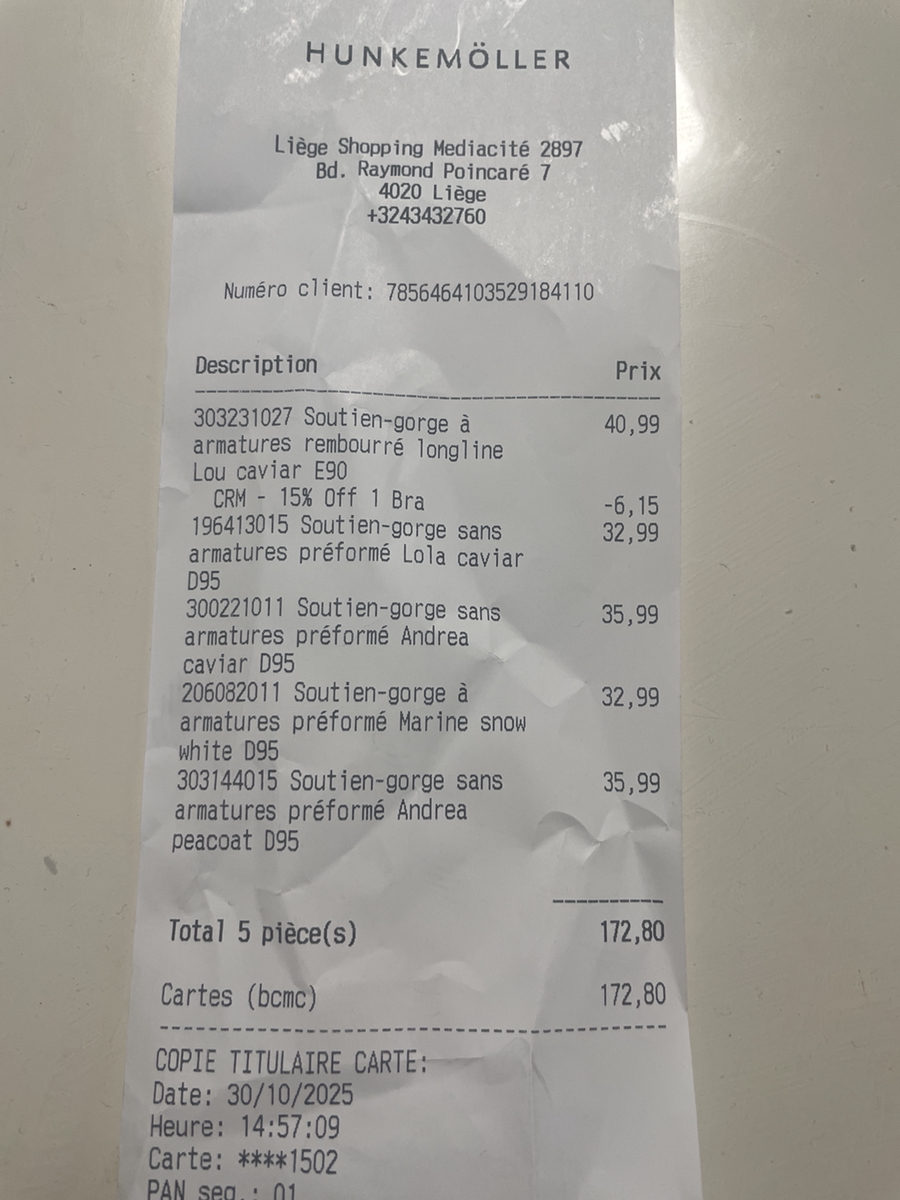 HUNKEMÖLLER
Liège Shopping Mediacité 2897
Bd. Raymond Poincaré 7
4020 Liège
+3243432760
Numéro client: 7856464103529184110
Description Prix
303231027 Soutien-gorge à 40,99
armatures rembourré longline
Lou caviar E90
CRM - 15% Off 1 Bra -6,15
196413015 Soutien-gorge sans 32,99
armatures préformé Lola caviar
D95
300221011 Soutien-gorge sans 35,99
armatures préformé Andrea
caviar D95
206082011 Soutien-gorge à 32,99
armatures préformé Marine snow
white D95
303144015 Soutien-gorge sans 35,99
armatures préformé Andrea
peacoat D95
Total 5 pièce(s) 172,80
Cartes (bcmc) 172,80
COPIE TITULAIRE CARTE:
Date: 30/10/2025
Heure: 14:57:09
Carte: ****1502
PAN seq.: 01